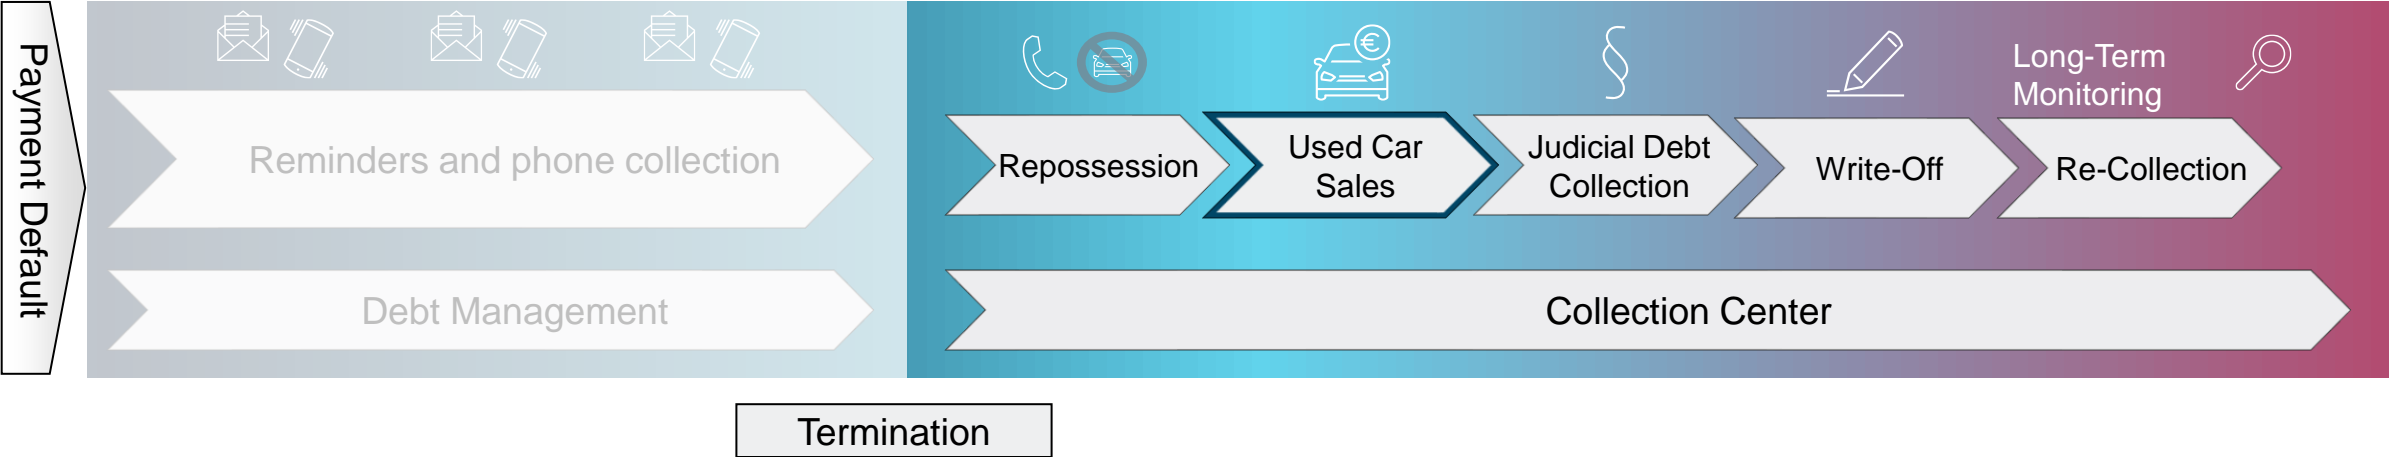 Payment Default
Reminders and phone collection
Debt Management
Repossession
€
Used Car
Sales
§
Judicial Debt
Collection
Write-Off
Long-Term
Monitoring
Re-Collection
Collection Center
Termination